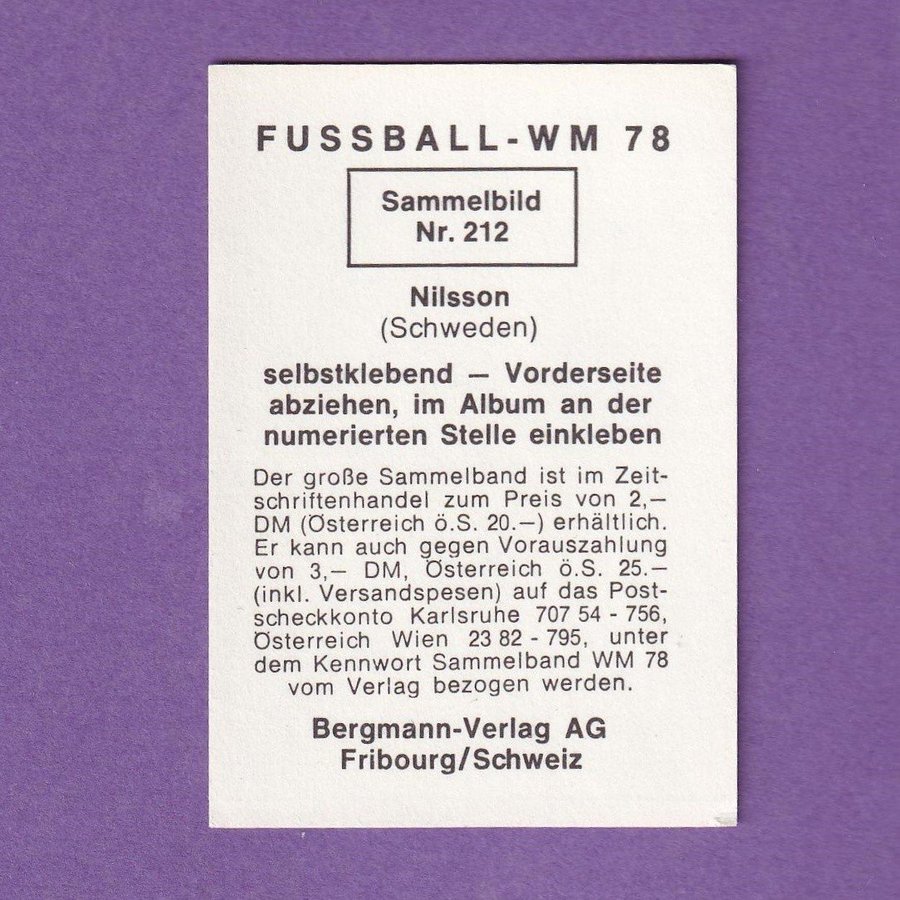 FUSSBALL-WM 78
Sammelbild
Nr. 212
Nilsson
(Schweden)
selbstklebend – Vorderseite
abziehen, im Album an der
numerierten Stelle einkleben
Der große Sammelband ist im Zeit-
schriftenhandel zum Preis von 2,–
DM (Österreich ö.S. 20.–) erhältlich.
Er kann auch gegen Vorauszahlung
von 3,– DM, Österreich ö.S. 25.–
(inkl. Versandspesen) auf das Post-
scheckkonto Karlsruhe 707 54 - 756,
Österreich Wien 23 82 - 795, unter
dem Kennwort Sammelband WM 78
vom Verlag bezogen werden.
Bergmann-Verlag AG
Fribourg/Schweiz